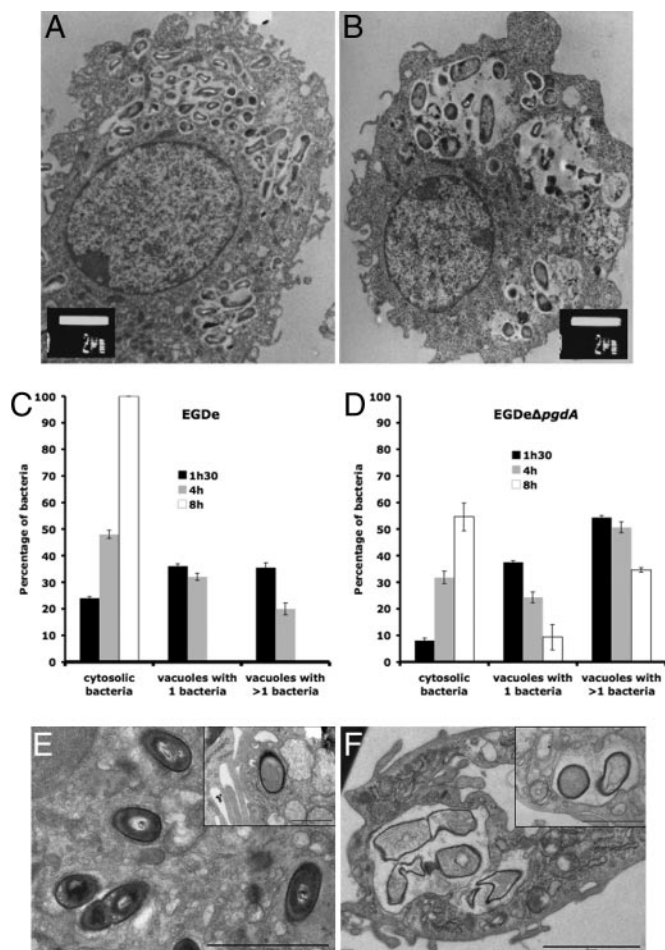 A
B
2μm
2μm
C
EGDe
100
90
80
70
60
50
40
30
20
10
0
Percentage of bacteria
1h30
4h
8h
cytosolic bacteria
vacuoles with 1 bacteria
vacuoles with >1 bacteria
D
EGDeΔpgdA
100
90
80
70
60
50
40
30
20
10
0
Percentage of bacteria
1h30
4h
8h
cytosolic bacteria
vacuoles with 1 bacteria
vacuoles with >1 bacteria
E
F